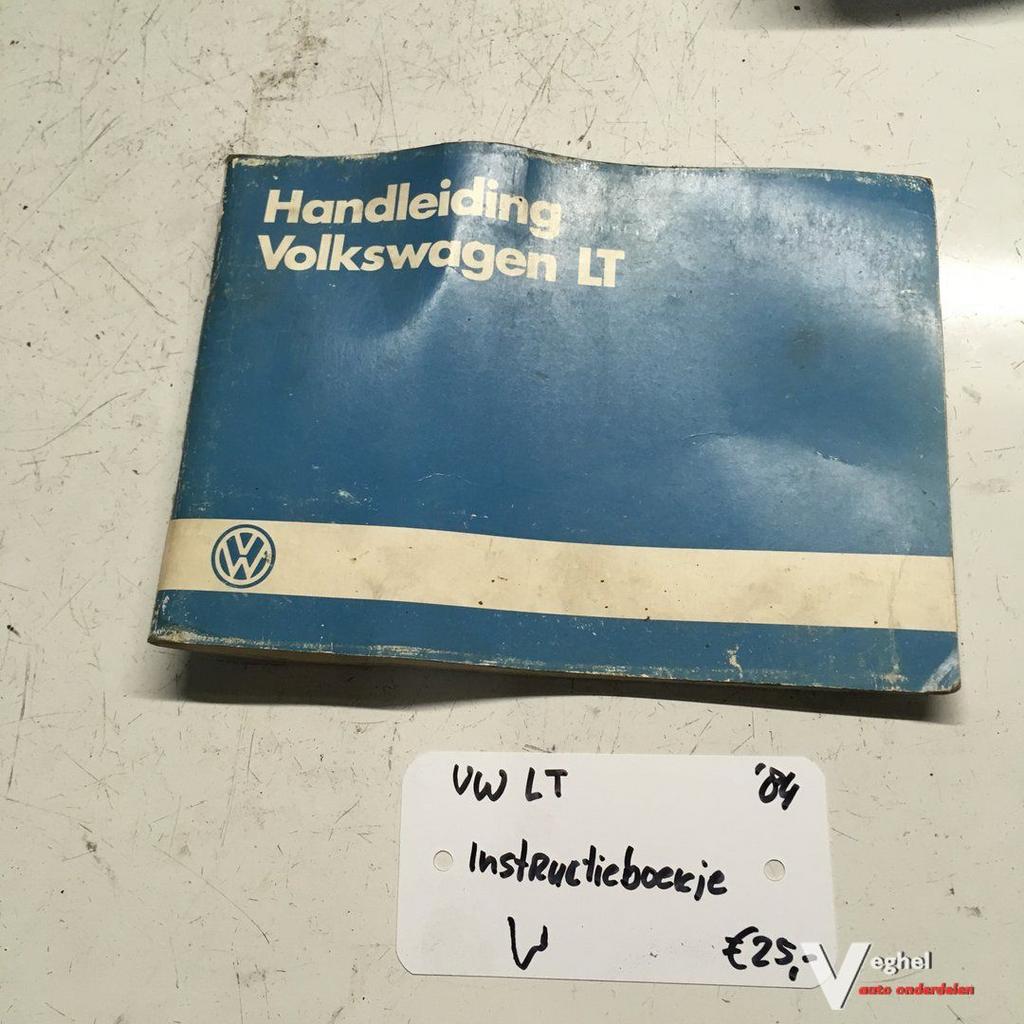 Handleiding
Volkswagen LT
VW
VW LT '84
Instructieboekje
V €25,-
Veghel
auto onderdelen